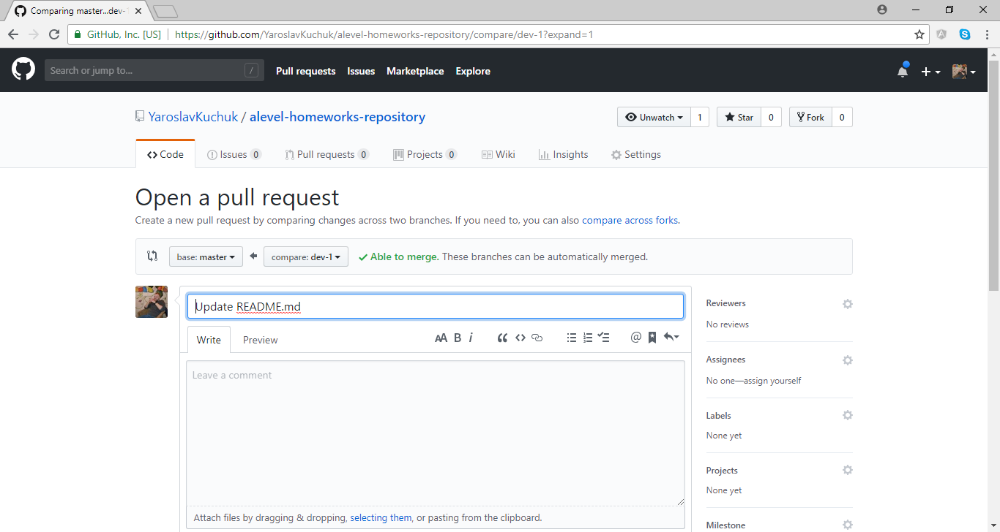 Comparing master...dev-
GitHub, Inc. [US] https://github.com/YaroslavKuchuk/alevel-homeworks-repository/compare/dev-1?expand=1
Search or jump to... / Pull requests Issues Marketplace Explore
YaroslavKuchuk / alevel-homeworks-repository Unwatch 1 Star 0 Fork 0
Code Issues 0 Pull requests 0 Projects 0 Wiki Insights Settings
Open a pull request
Create a new pull request by comparing changes across two branches. If you need to, you can also compare across forks.
base: master compare: dev-1 Able to merge. These branches can be automatically merged.
Update README.md
Write Preview AA B i @
Leave a comment
Attach files by dragging & dropping, selecting them, or pasting from the clipboard.
Reviewers
No reviews
Assignees
No one—assign yourself
Labels
None yet
Projects
None yet
Milestone